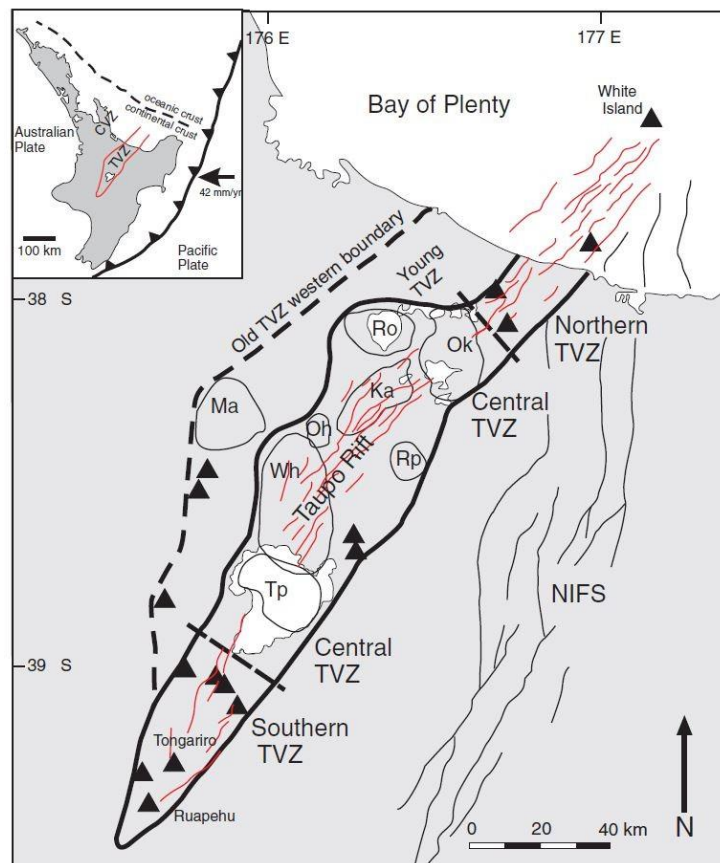 176 E
177 E
oceanic crust
continental crust
CVZ
TVZ
Australian
Plate
42 mm/yr
100 km
Pacific
Plate
Bay of Plenty
White
Island
38 S
Old TVZ western boundary
Young
TVZ
Northern
TVZ
Ro
Ok
Central
TVZ
Ma
Ka
Oh
Wh
Rp
Taupo Rift
NIFS
Tp
39 S
Central
TVZ
Southern
TVZ
Tongariro
Ruapehu
N
0 20 40 km